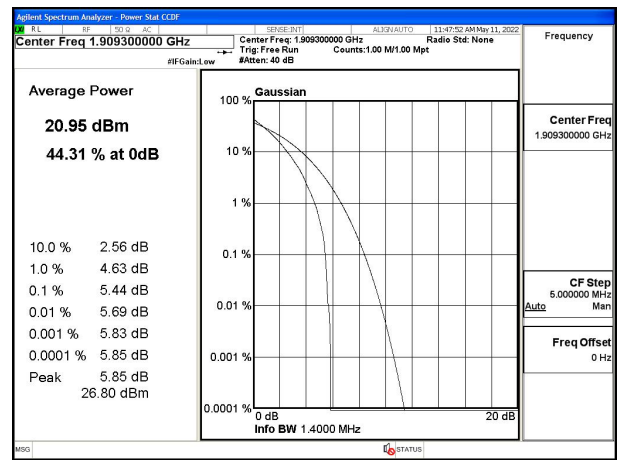 Agilent Spectrum Analyzer - Power Stat CCDF
RL RF 50 Ω AC SENSE:INT ALIGNAUTO 11:47:52 AM May 11, 2022
Center Freq 1.909300000 GHz
Center Freq: 1.909300000 GHz Radio Std: None
Trig: Free Run Counts:1.00 M/1.00 Mpt
#IFGain:Low #Atten: 40 dB
Frequency
Average Power
20.95 dBm
44.31 % at 0dB
10.0 % 2.56 dB
1.0 % 4.63 dB
0.1 % 5.44 dB
0.01 % 5.69 dB
0.001 % 5.83 dB
0.0001 % 5.85 dB
Peak 5.85 dB
26.80 dBm
Gaussian
100 %
10 %
1 %
0.1 %
0.01 %
0.001 %
0.0001 %
0 dB 20 dB
Info BW 1.4000 MHz
Center Freq
1.909300000 GHz
CF Step
5.000000 MHz
Auto Man
Freq Offset
0 Hz
MSG STATUS